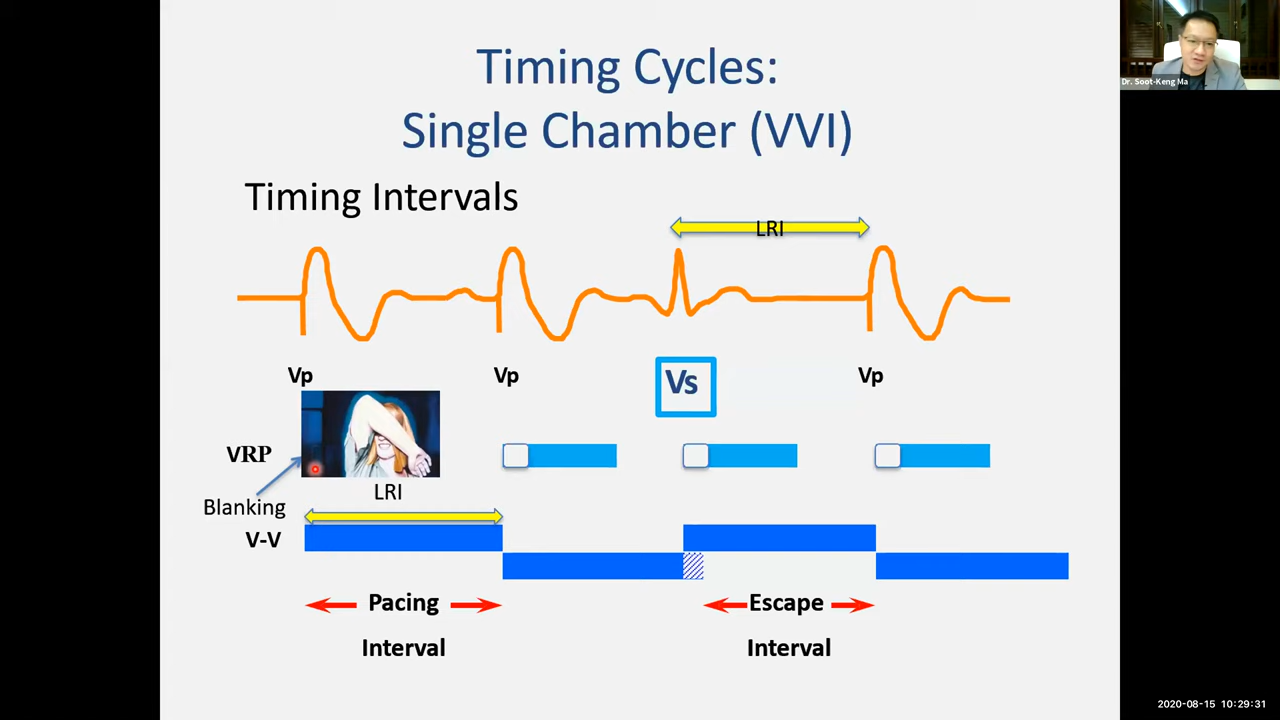 Timing Cycles:
Single Chamber (VVI)
Dr. Soot-Keng Ma
Timing Intervals
LRI
Vp
Vp
Vs
Vp
VRP
LRI
Blanking
V-V
Pacing
Interval
Escape
Interval
2020-08-15 10:29:31